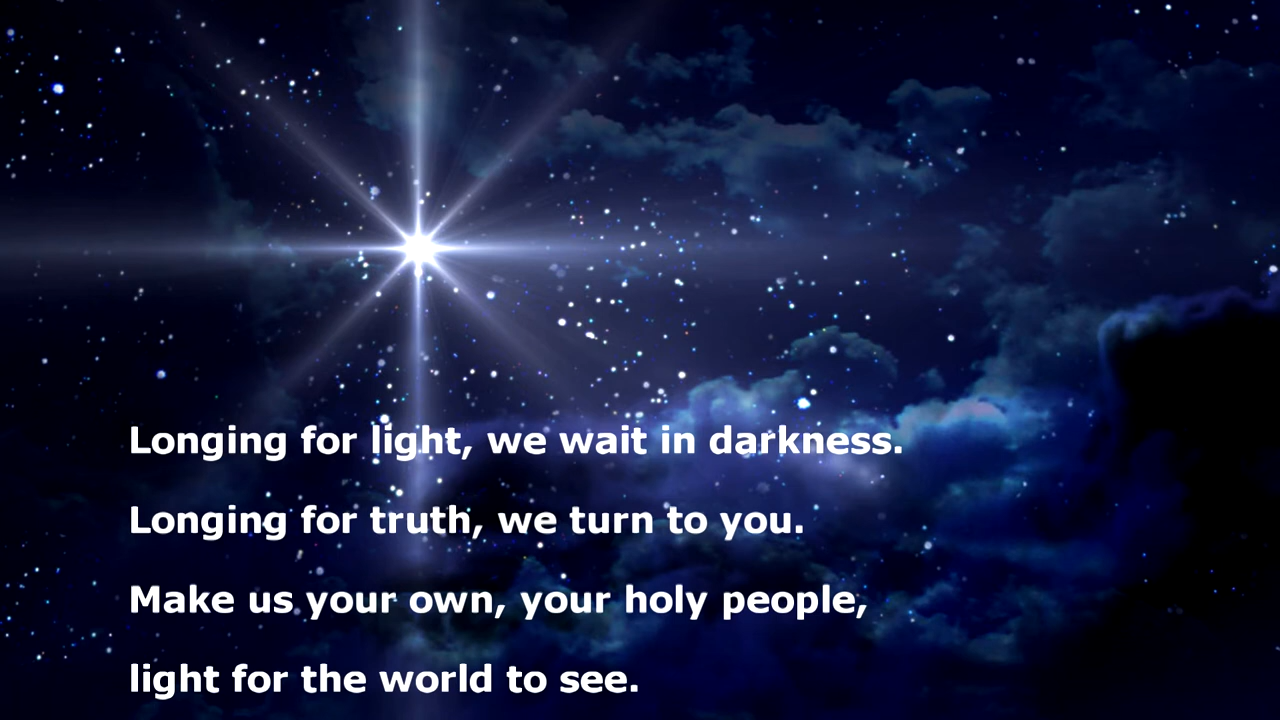 Longing for light, we wait in darkness.
Longing for truth, we turn to you.
Make us your own, your holy people,
light for the world to see.